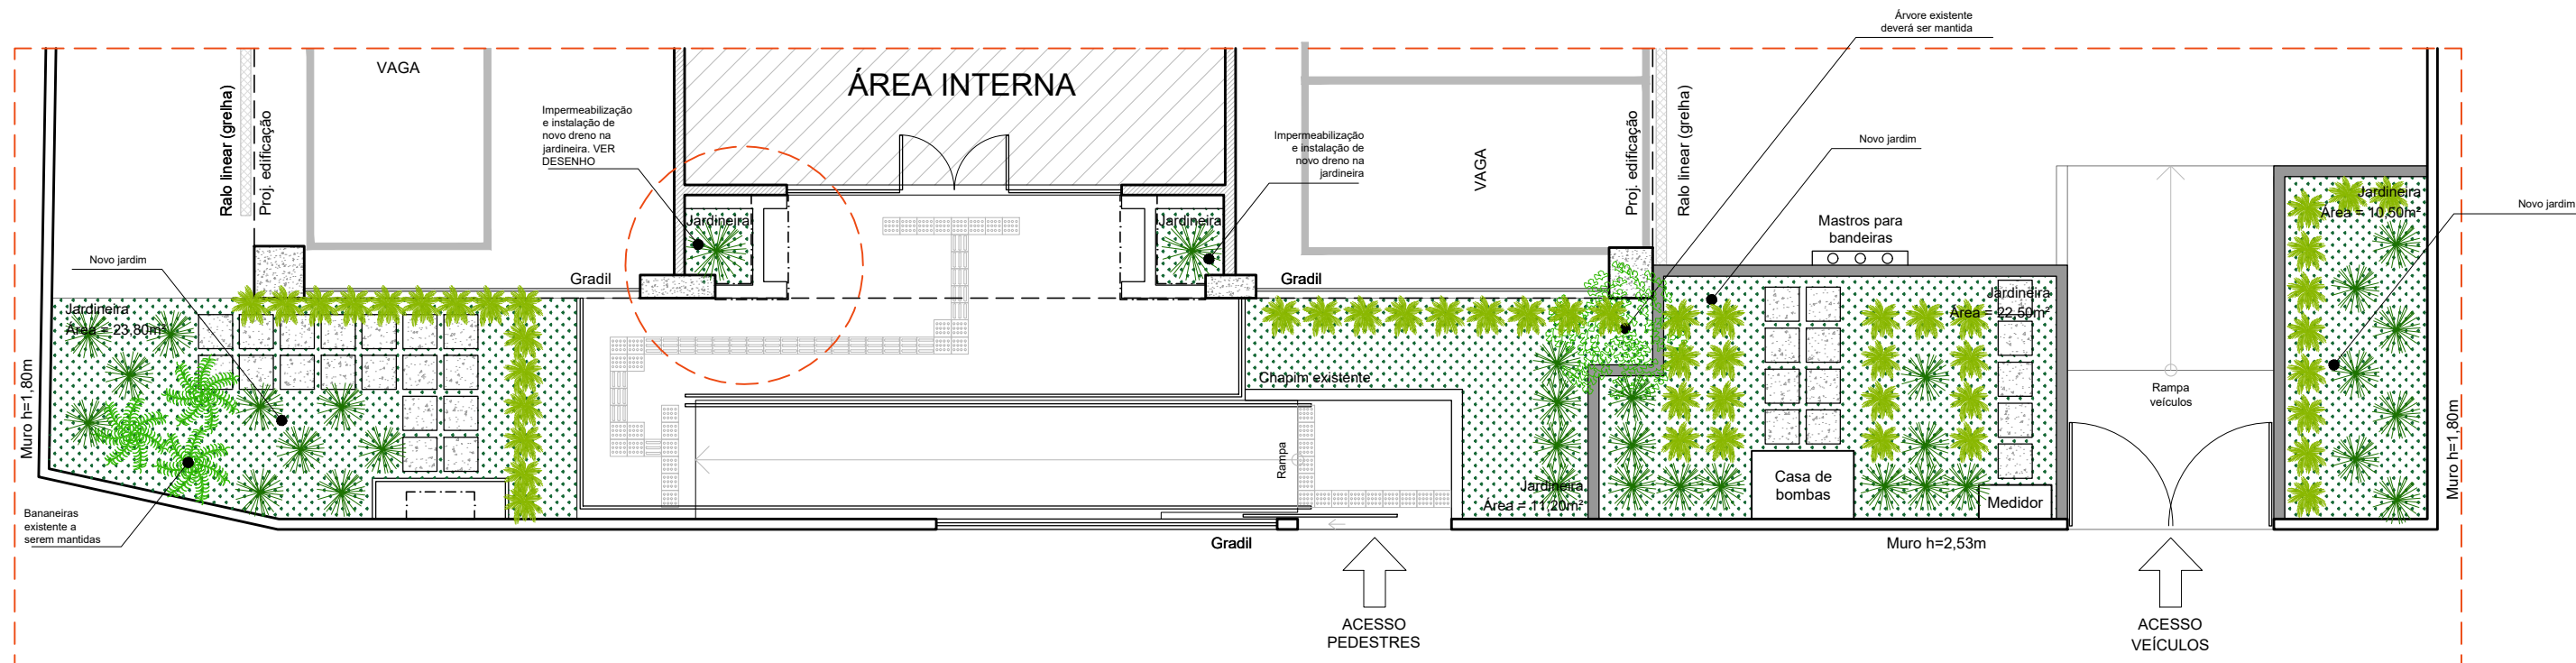 Árvore existente
deverá ser mantida
VAGA
ÁREA INTERNA
Ralo linear (grelha)
Proj. edificação
Impermeabilização
e instalação de
novo dreno na
jardineira. VER
DESENHO
Impermeabilização
e instalação de
novo dreno na
jardineira
VAGA
Proj. edificação
Ralo linear (grelha)
Novo jardim
Mastros para
bandeiras
Jardineira
Área = 10,50m²
Novo jardim
Jardineira
Jardineira
Novo jardim
Gradil
Gradil
Jardineira
Área = 23,80m²
Jardineira
Área = 22,50m²
Muro h=1,80m
Chapim existente
Rampa
veículos
Rampa
Muro h=1,80m
Casa de
bombas
Medidor
Jardineira
Área = 11,20m²
Bananeiras
existente a
serem mantidas
Gradil
Muro h=2,53m
ACESSO
PEDESTRES
ACESSO
VEÍCULOS